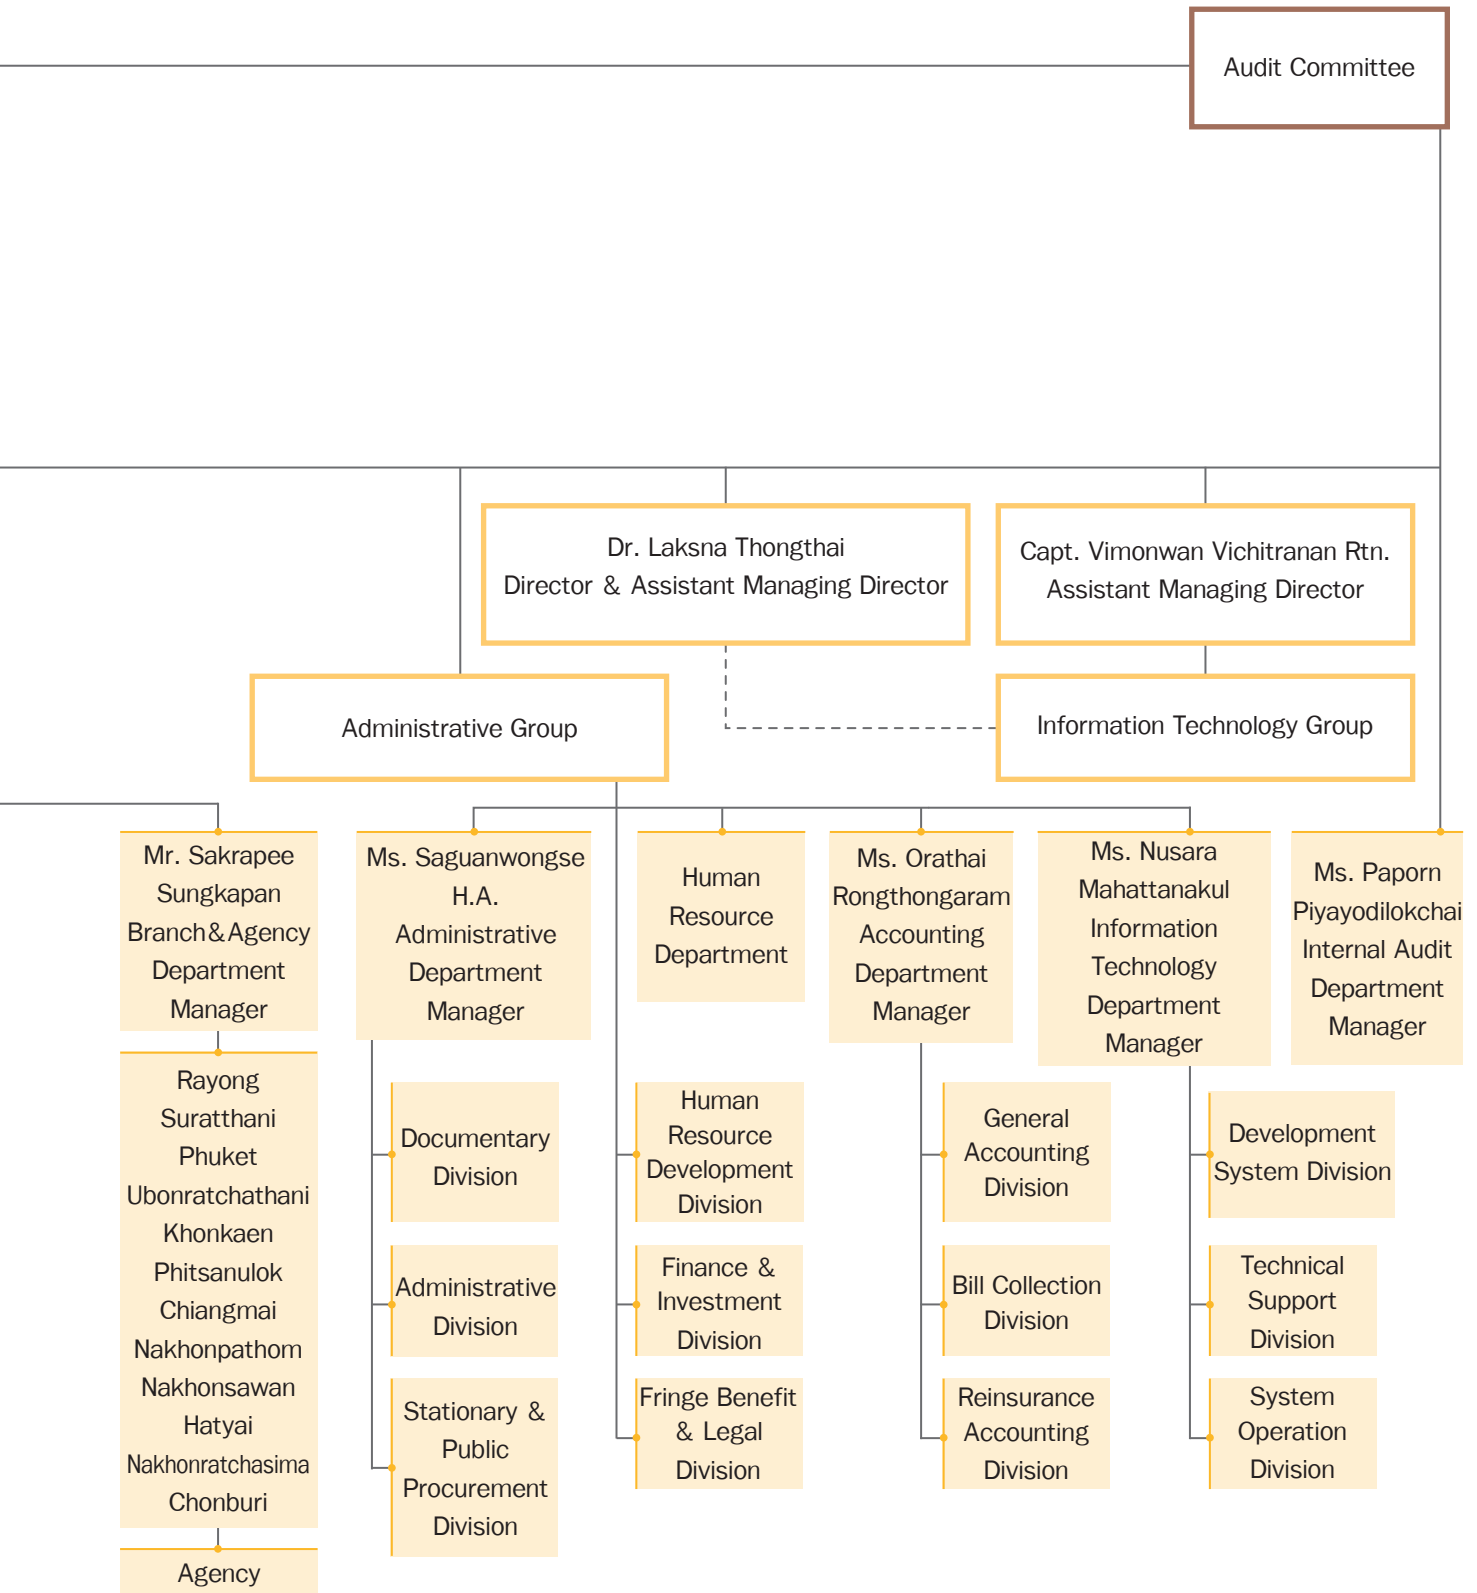 Audit Committee
Dr. Laksna Thongthai
Director & Assistant Managing Director
Capt. Vimonwan Vichitranan Rtn.
Assistant Managing Director
Administrative Group
Information Technology Group
Mr. Sakrapee
Sungkapan
Branch&Agency
Department
Manager
Rayong
Suratthani
Phuket
Ubonratchathani
Khonkaen
Phitsanulok
Chiangmai
Nakhonpathom
Nakhonsawan
Hatyai
Nakhonratchasima
Chonburi
Agency
Ms. Saguanwongse
H.A.
Administrative
Department
Manager
Documentary
Division
Administrative
Division
Stationary &
Public
Procurement
Division
Human
Resource
Department
Human
Resource
Development
Division
Finance &
Investment
Division
Fringe Benefit
& Legal
Division
Ms. Orathai
Rongthongaram
Accounting
Department
Manager
General
Accounting
Division
Bill Collection
Division
Reinsurance
Accounting
Division
Ms. Nusara
Mahattanakul
Information
Technology
Department
Manager
Development
System Division
Technical
Support
Division
System
Operation
Division
Ms. Paporn
Piyayodilokchai
Internal Audit
Department
Manager